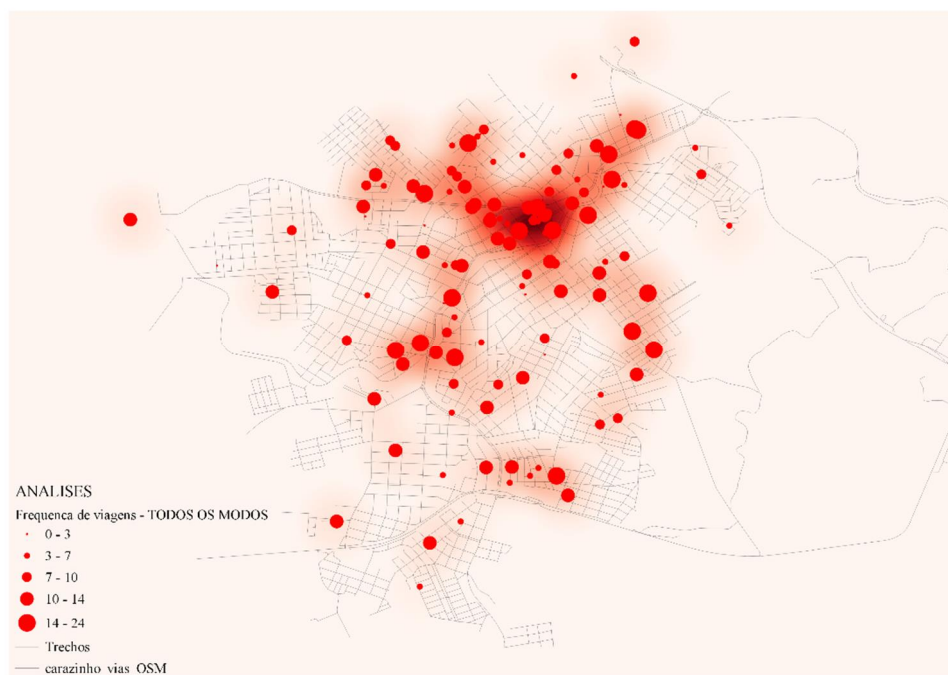 ANALISES
Frequenca de viagens - TODOS OS MODOS
0 - 3
3 - 7
7 - 10
10 - 14
14 - 24
Trechos
carazinho vias OSM